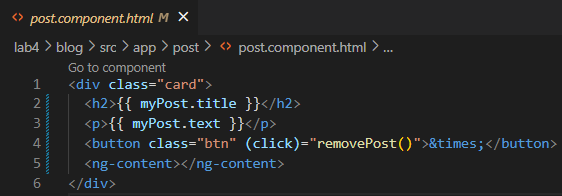 <> post.component.html M ×
lab4 > blog > src > app > post > <> post.component.html > ...
Go to component
1 <div class="card">
2 <h2>{{ myPost.title }}</h2>
3 <p>{{ myPost.text }}</p>
4 <button class="btn" (click)="removePost()">&times;</button>
5 <ng-content></ng-content>
6 </div>